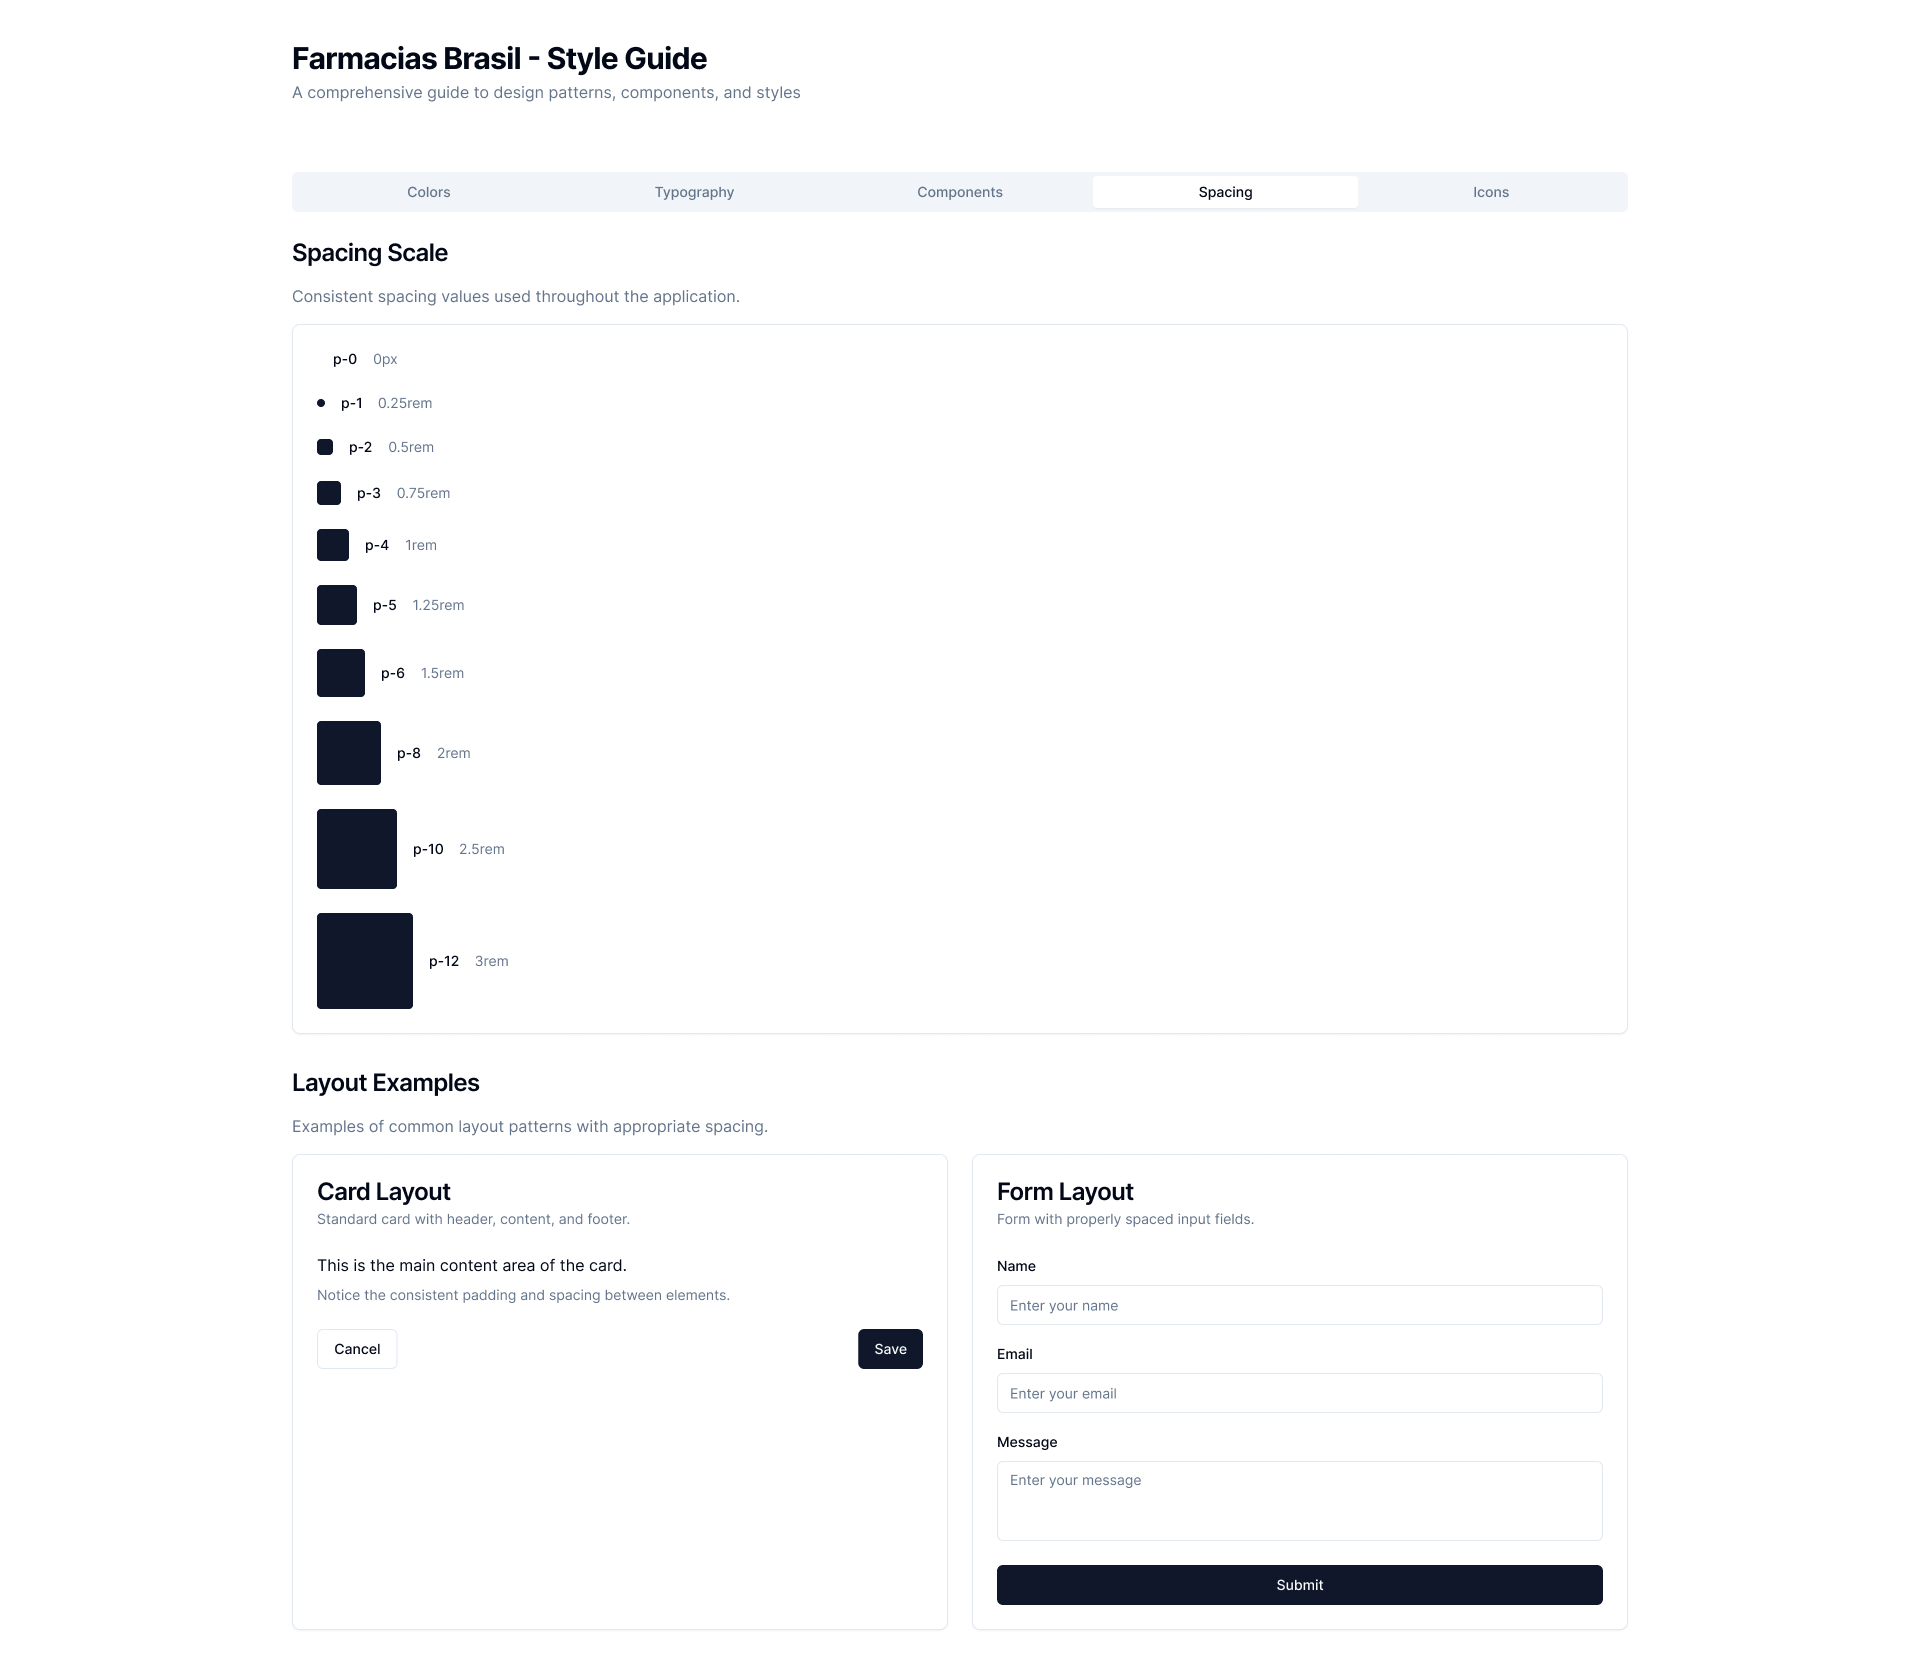 Farmacias Brasil - Style Guide
A comprehensive guide to design patterns, components, and styles
Colors Typography Components Spacing Icons
Spacing Scale
Consistent spacing values used throughout the application.
p-0 0px
p-1 0.25rem
p-2 0.5rem
p-3 0.75rem
p-4 1rem
p-5 1.25rem
p-6 1.5rem
p-8 2rem
p-10 2.5rem
p-12 3rem
Layout Examples
Examples of common layout patterns with appropriate spacing.
Card Layout
Standard card with header, content, and footer.
This is the main content area of the card.
Notice the consistent padding and spacing between elements.
Cancel Save
Form Layout
Form with properly spaced input fields.
Name
Enter your name
Email
Enter your email
Message
Enter your message
Submit